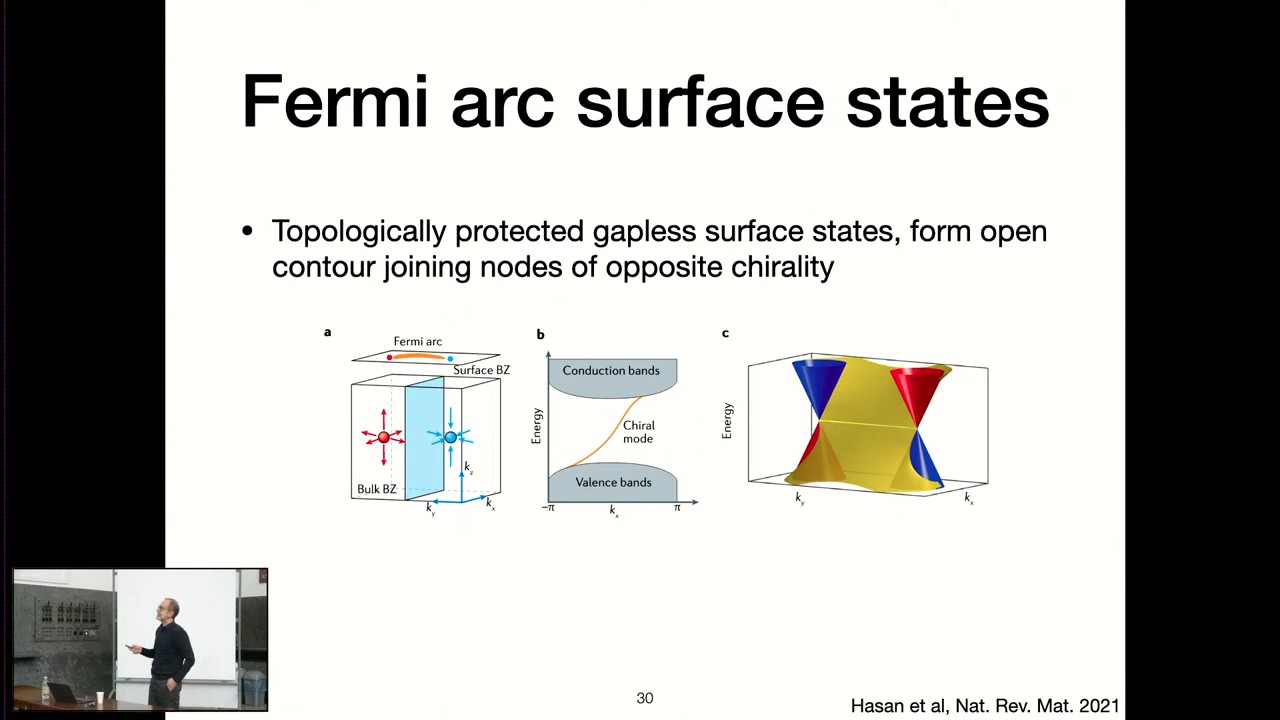 Fermi arc surface states
• Topologically protected gapless surface states, form open
contour joining nodes of opposite chirality
a
Fermi arc
Surface BZ
Bulk BZ
k_z
k_y
k_x
b
Energy
Conduction bands
Chiral
mode
Valence bands
−π
k_x
π
c
Energy
k_y
k_x
30
Hasan et al, Nat. Rev. Mat. 2021